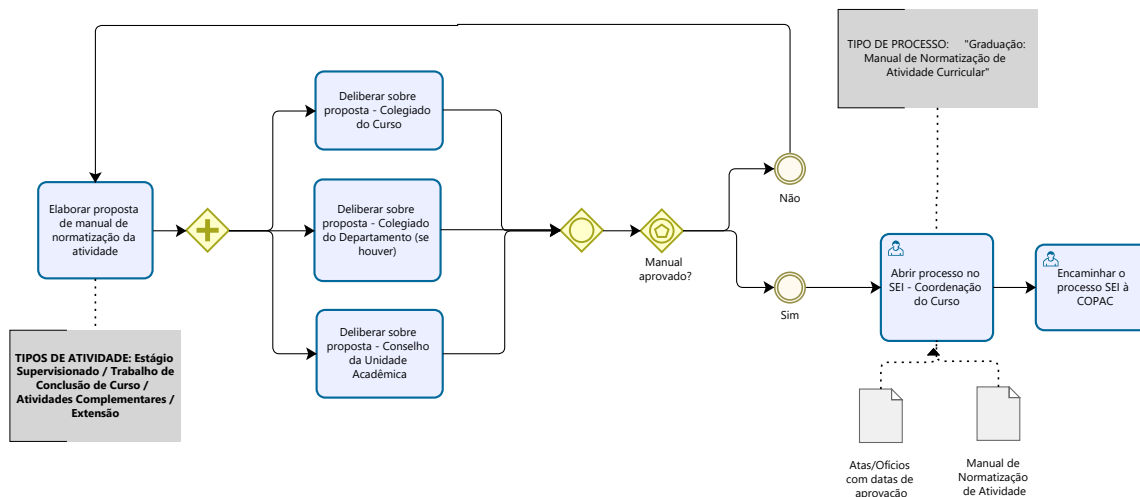 TIPO DE PROCESSO: "Graduação:
Manual de Normatização de
Atividade Curricular"
Deliberar sobre
proposta - Colegiado
do Curso
Elaborar proposta
de manual de
normatização da
atividade
Deliberar sobre
proposta - Colegiado
do Departamento (se
houver)
Deliberar sobre
proposta - Conselho
da Unidade
Acadêmica
Manual
aprovado?
Não
Sim
Abrir processo no
SEI - Coordenação
do Curso
Encaminhar o
processo SEI à
COPAC
TIPOS DE ATIVIDADE: Estágio
Supervisionado / Trabalho de
Conclusão de Curso /
Atividades Complementares /
Extensão
Atas/Ofícios
com datas de
aprovação
Manual de
Normatização
de Atividade